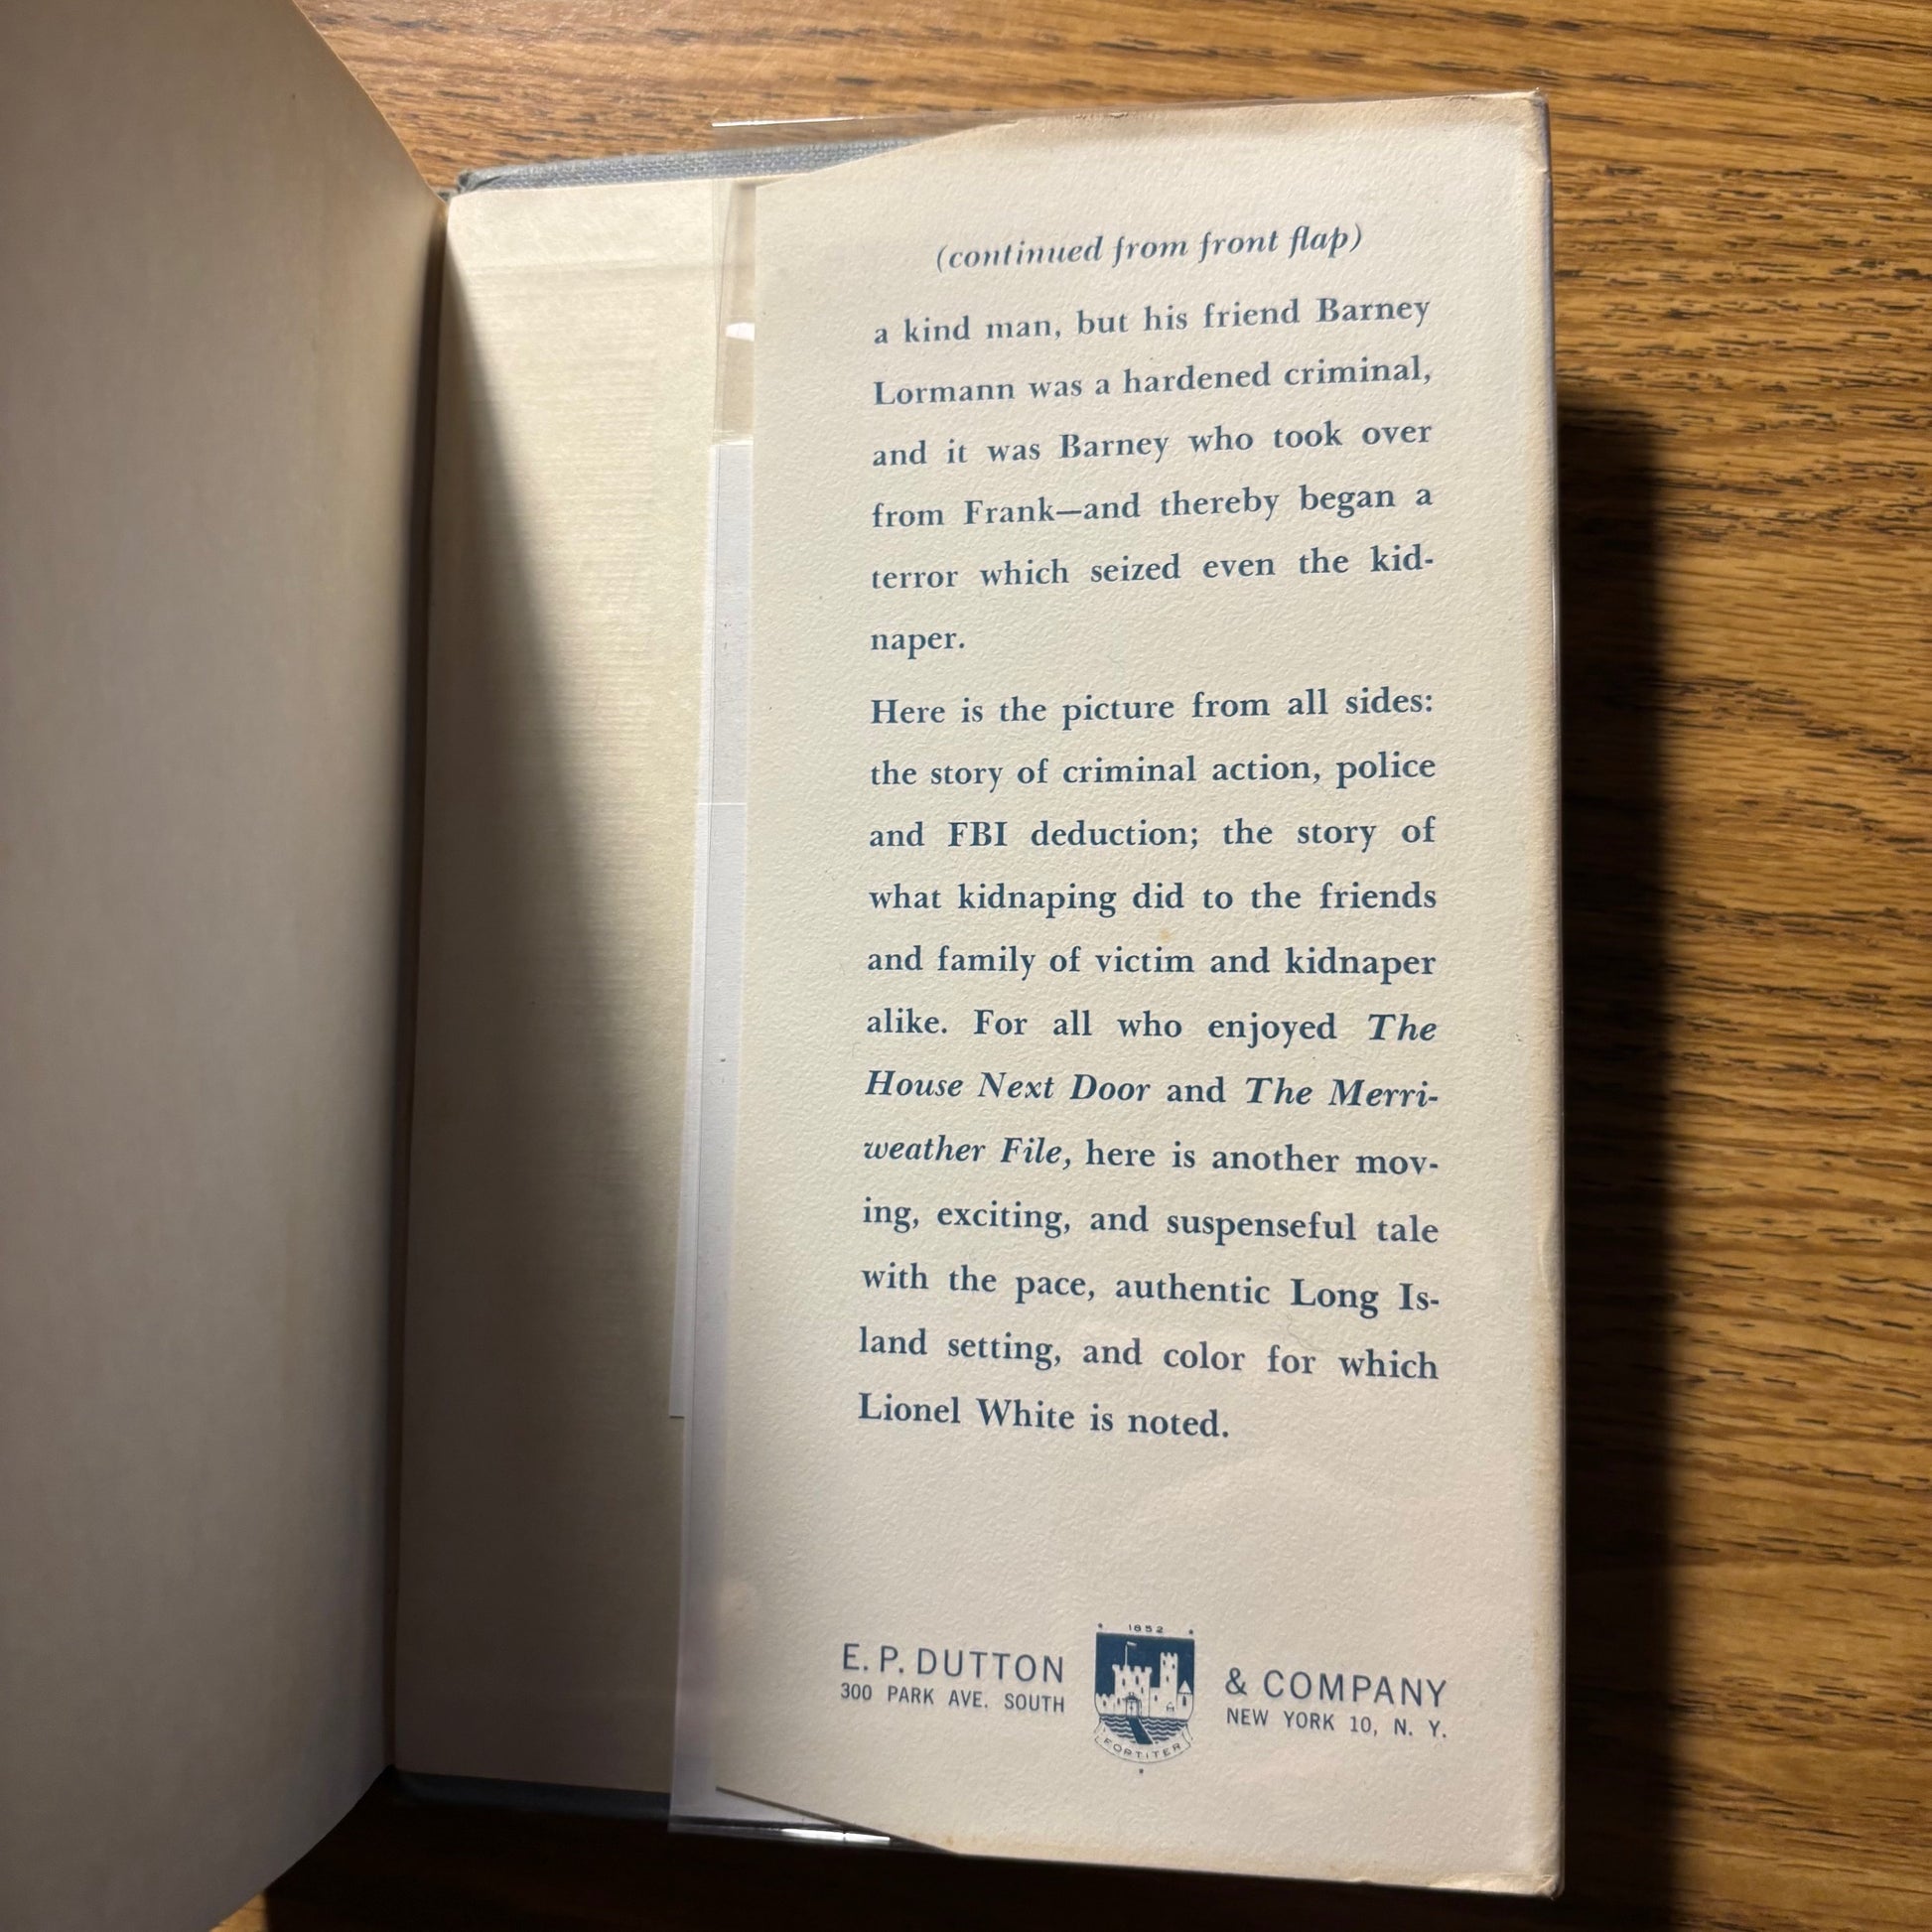 (continued from front flap)
a kind man, but his friend Barney
Lormann was a hardened criminal,
and it was Barney who took over
from Frank—and thereby began a
terror which seized even the kid-
naper.
Here is the picture from all sides:
the story of criminal action, police
and FBI deduction; the story of
what kidnaping did to the friends
and family of victim and kidnaper
alike. For all who enjoyed The
House Next Door and The Merri-
weather File, here is another mov-
ing, exciting, and suspenseful tale
with the pace, authentic Long Is-
land setting, and color for which
Lionel White is noted.
1852
E. P. DUTTON & COMPANY
300 PARK AVE. SOUTH NEW YORK 10, N. Y.
FORTITER